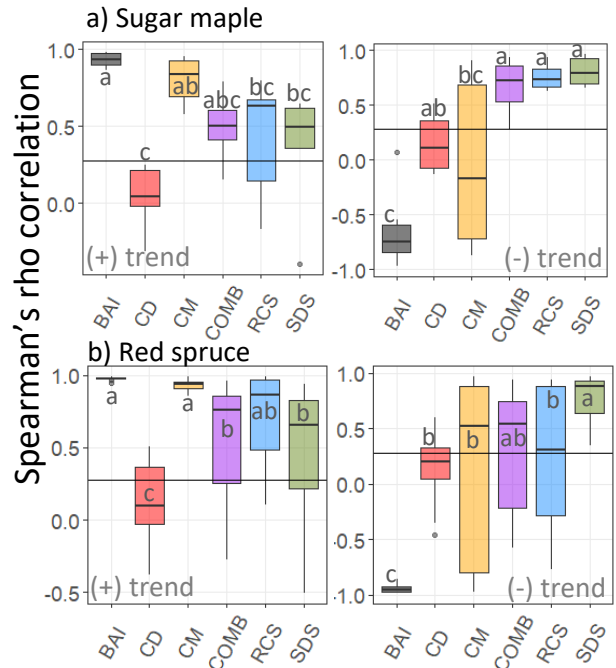 a) Sugar maple
Spearman's rho correlation
1.0
0.5
0.0
a
c
ab
abc
bc
bc
(+) trend
BAI
CD
CM
COMB
RCS
SDS
1.0
0.5
0.0
-0.5
-1.0
c
ab
bc
a
a
a
(-) trend
BAI
CD
CM
COMB
RCS
SDS
b) Red spruce
1.0
0.5
0.0
-0.5
a
c
a
b
ab
b
(+) trend
BAI
CD
CM
COMB
RCS
SDS
1.0
0.5
0.0
-0.5
-1.0
c
b
b
ab
b
a
(-) trend
BAI
CD
CM
COMB
RCS
SDS